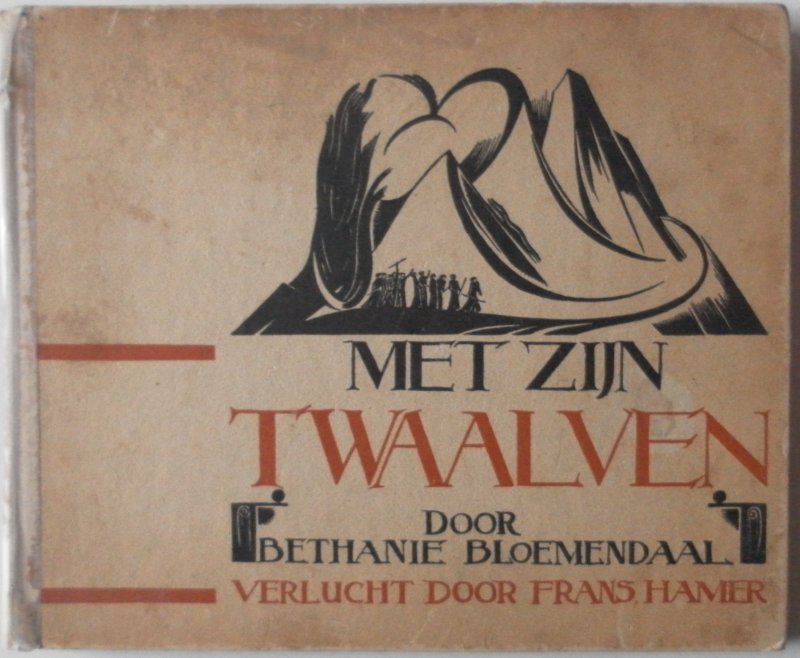 MET ZIJN
TWAALVEN
DOOR
BETHANIE BLOEMENDAAL
VERLUCHT DOOR FRANS HAMER